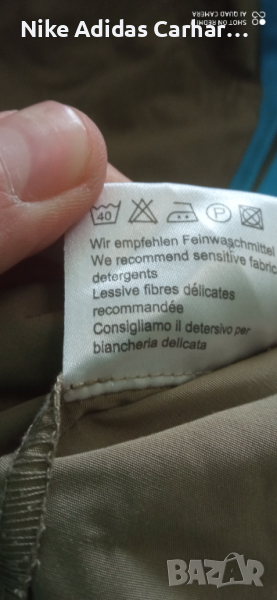 Nike Adidas Carhar...
SHOT ON REDMI
AI QUAD CAMERA
40 P
Wir empfehlen Feinwaschmittel
We recommend sensitive fabric
detergents
Lessive fibres délicates
recommandée
Consigliamo il detersivo per
biancheria delicata
BAZAR